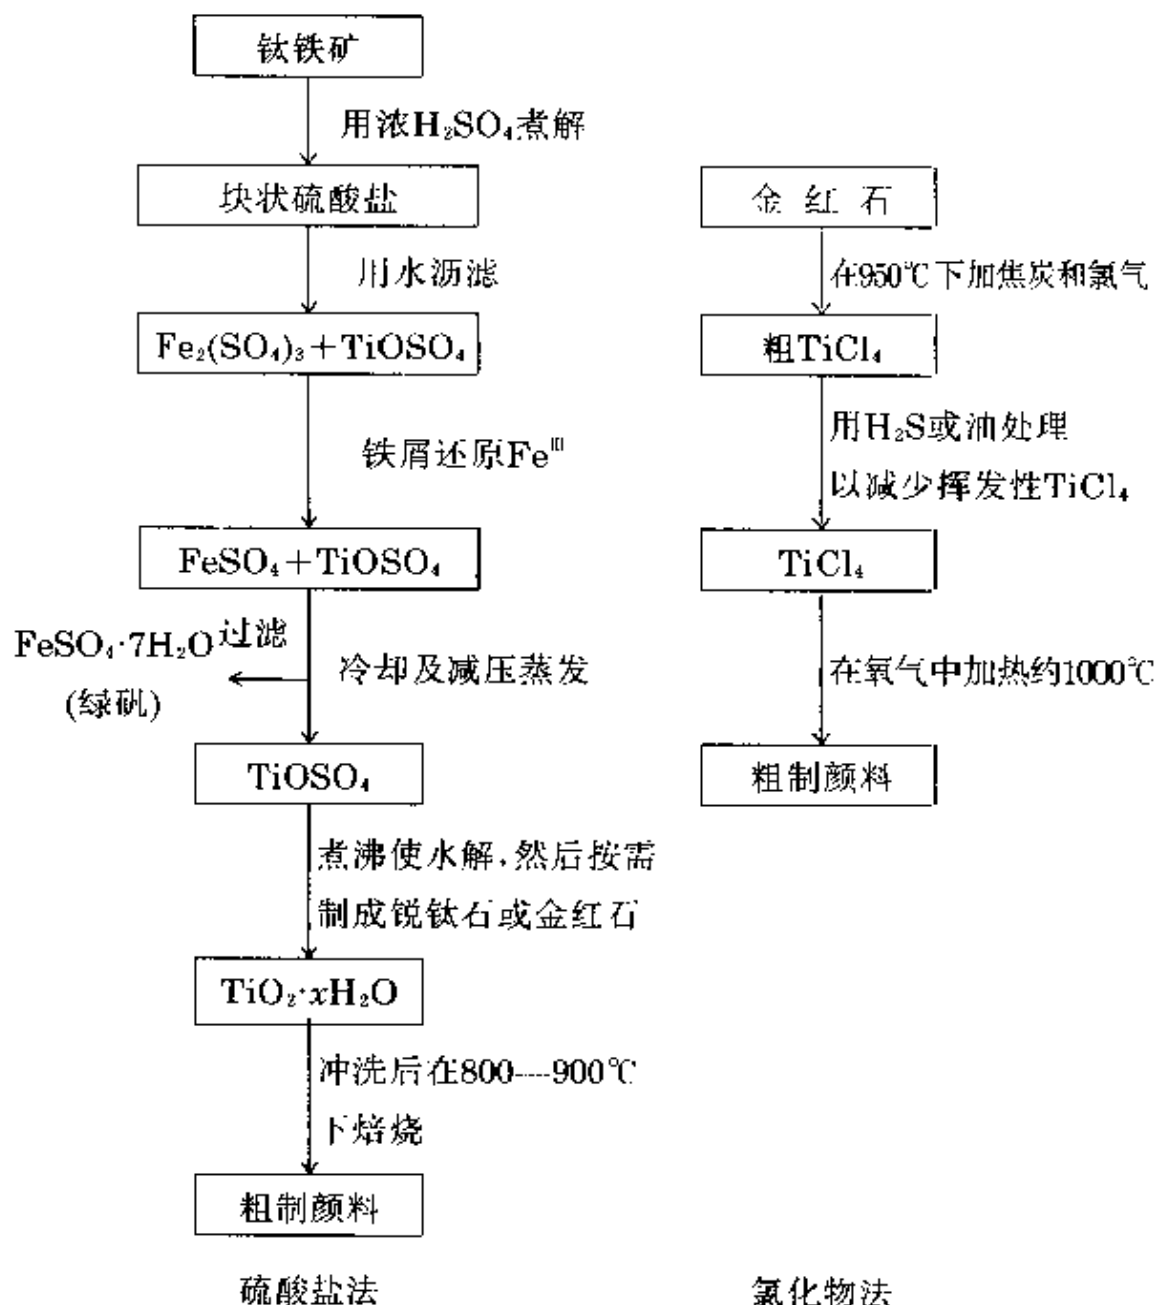 钛铁矿
用浓H₂SO₄煮解
块状硫酸盐
用水沥滤
Fe₂(SO₄)₃+TiOSO₄
铁屑还原Feᴵᴵᴵ
FeSO₄+TiOSO₄
FeSO₄·7H₂O过滤
(绿矾)
冷却及减压蒸发
TiOSO₄
煮沸使水解,然后按需
制成锐钛石或金红石
TiO₂·xH₂O
冲洗后在800—900℃
下焙烧
粗制颜料
硫酸盐法
金红石
在950℃下加焦炭和氯气
粗TiCl₄
用H₂S或油处理
以减少挥发性TiCl₄
TiCl₄
在氧气中加热约1000℃
粗制颜料
氯化物法